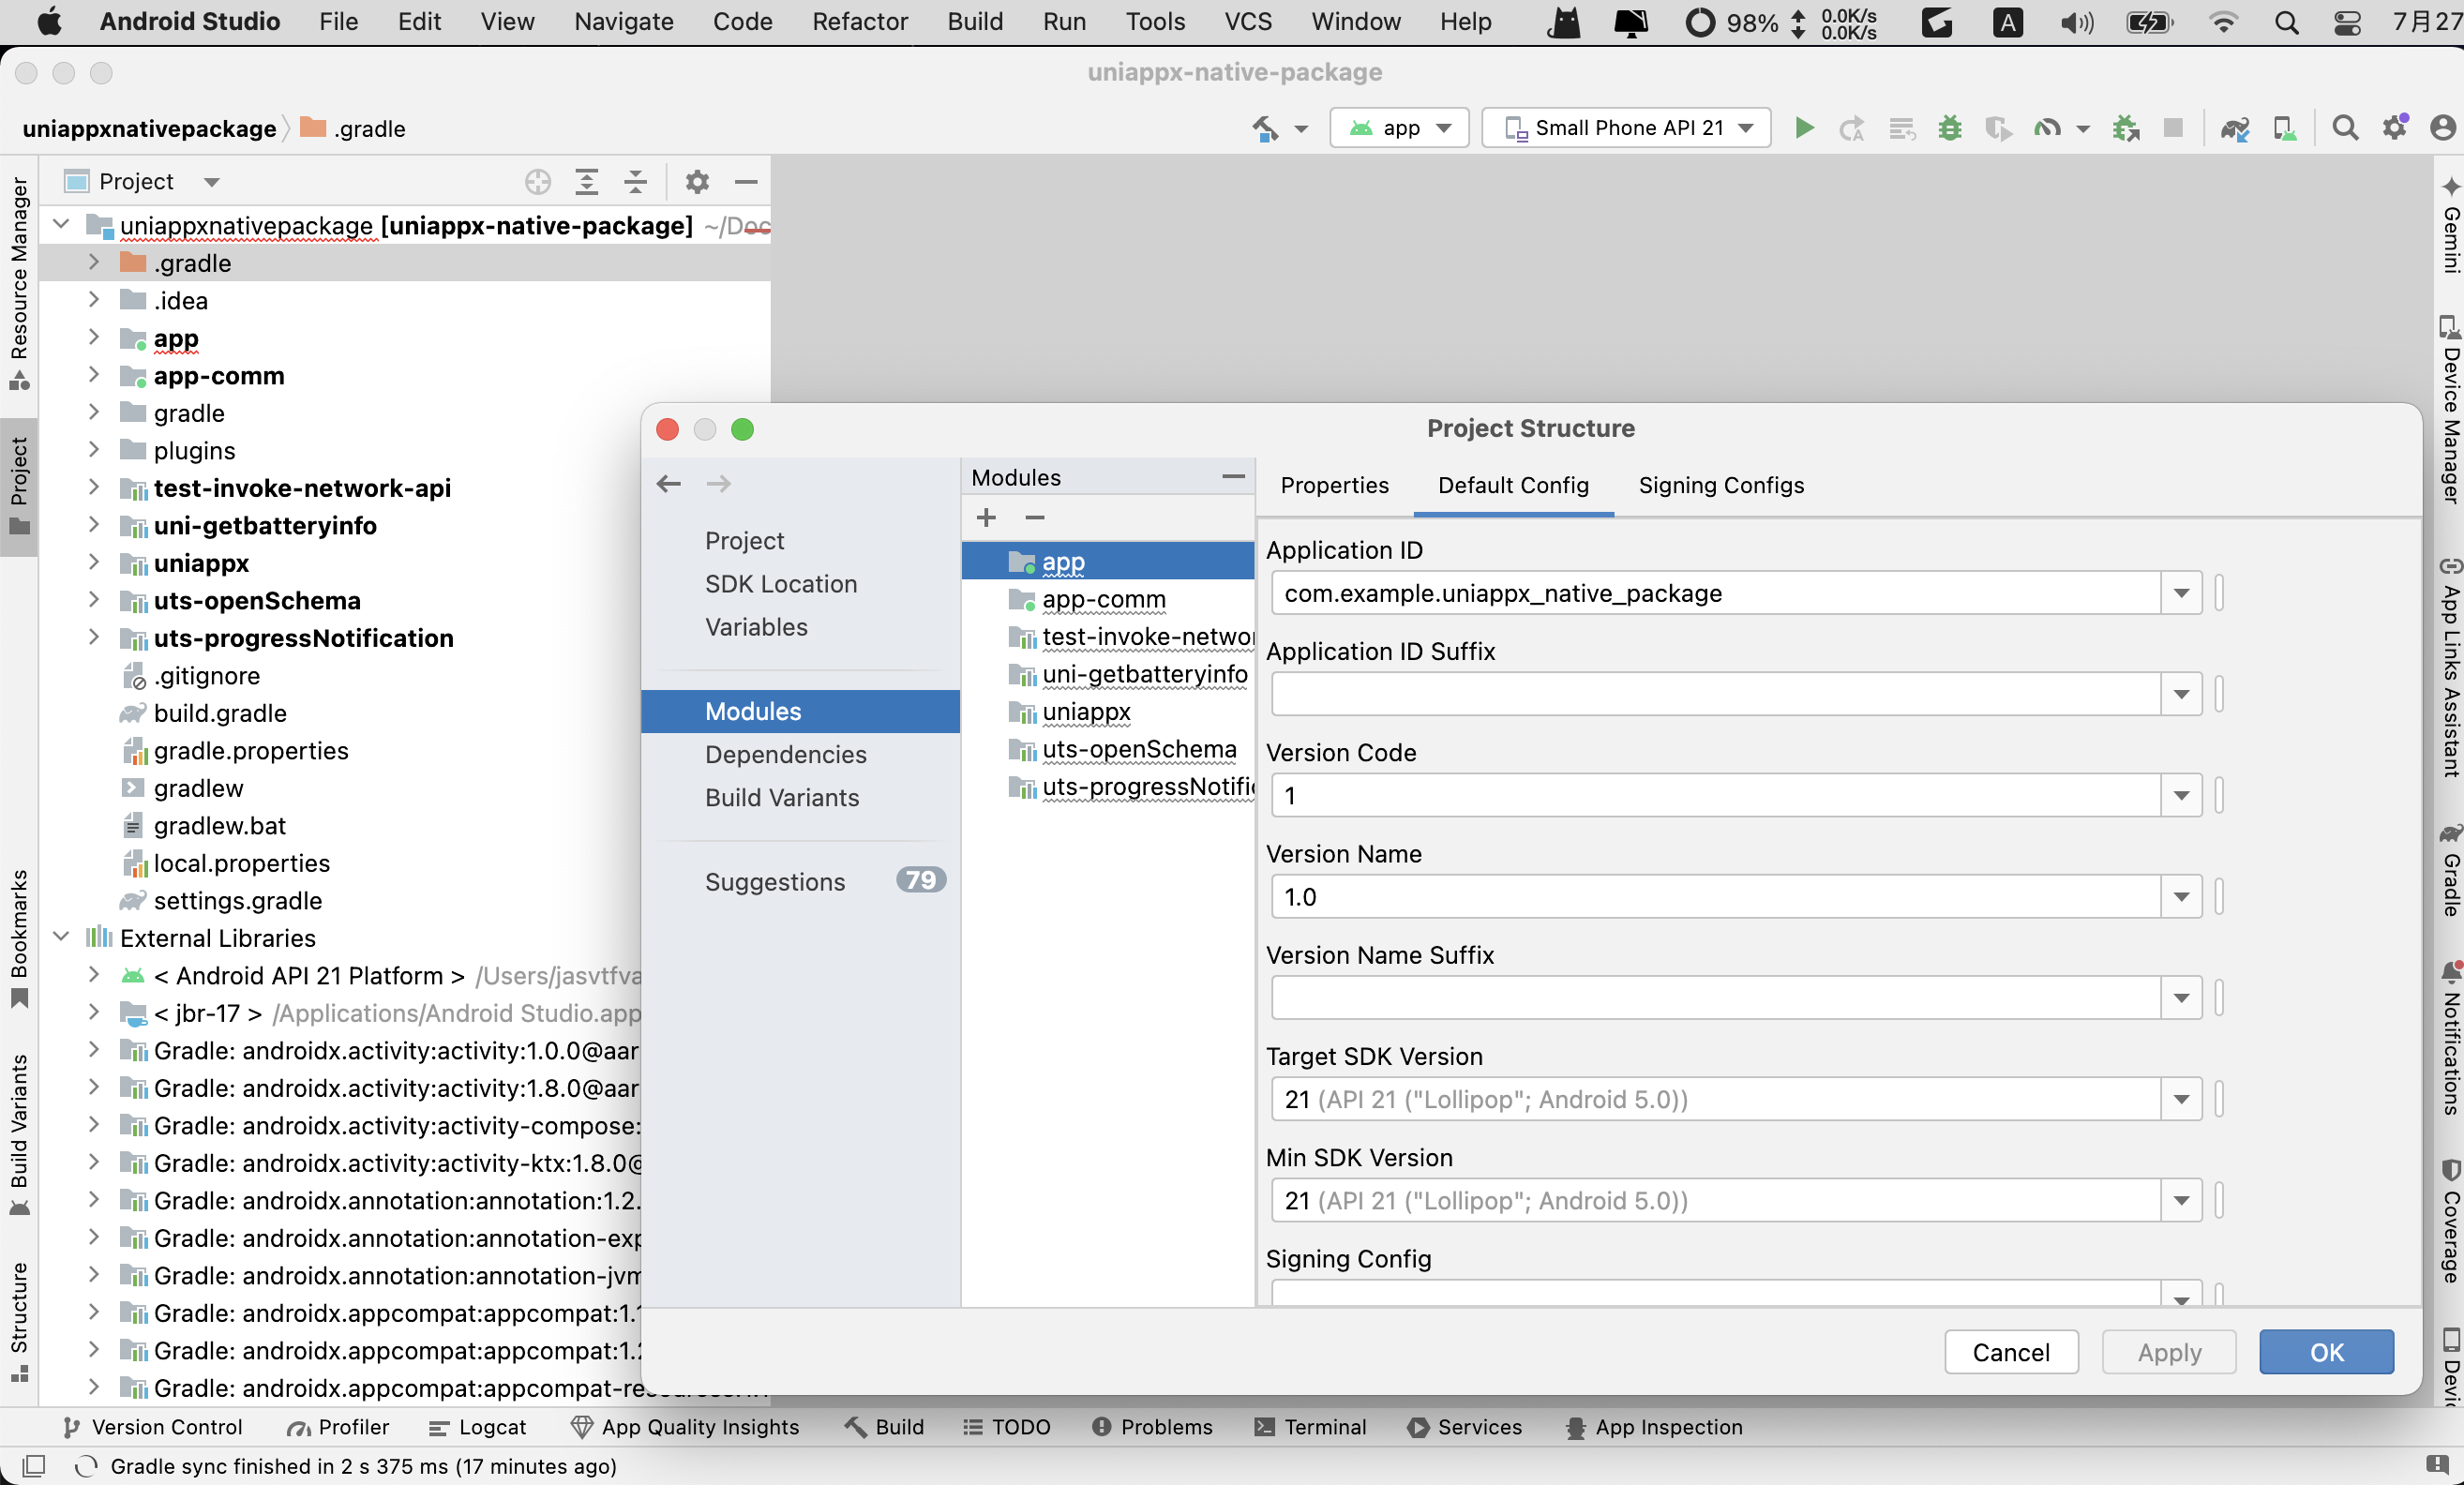 Android Studio File Edit View Navigate Code Refactor Build Run Tools VCS Window Help 98% 0.0K/s 0.0K/s A 7月27
uniappx-native-package
uniappxnativepackage .gradle app Small Phone API 21
Project
uniappxnativepackage [uniappx-native-package] ~/Doc
.gradle
.idea
app
app-comm
gradle
plugins
test-invoke-network-api
uni-getbatteryinfo
uniappx
uts-openSchema
uts-progressNotification
.gitignore
build.gradle
gradle.properties
gradlew
gradlew.bat
local.properties
settings.gradle
External Libraries
< Android API 21 Platform > /Users/jasvtfva
< jbr-17 > /Applications/Android Studio.app
Gradle: androidx.activity:activity:1.0.0@aar
Gradle: androidx.activity:activity:1.8.0@aar
Gradle: androidx.activity:activity-compose:
Gradle: androidx.activity:activity-ktx:1.8.0@
Gradle: androidx.annotation:annotation:1.2.
Gradle: androidx.annotation:annotation-exp
Gradle: androidx.annotation:annotation-jvm
Gradle: androidx.appcompat:appcompat:1.1
Gradle: androidx.appcompat:appcompat:1.2
Gradle: androidx.appcompat:appcompat-res
Resource Manager
Project
Bookmarks
Build Variants
Structure
Project Structure
Project
SDK Location
Variables
Modules
Dependencies
Build Variants
Suggestions 79
Modules
app
app-comm
test-invoke-networ
uni-getbatteryinfo
uniappx
uts-openSchema
uts-progressNotific
Properties Default Config Signing Configs
Application ID
com.example.uniappx_native_package
Application ID Suffix
Version Code
1
Version Name
1.0
Version Name Suffix
Target SDK Version
21 (API 21 ("Lollipop"; Android 5.0))
Min SDK Version
21 (API 21 ("Lollipop"; Android 5.0))
Signing Config
Cancel Apply OK
Gemini
Device Manager
App Links Assistant
Gradle
Notifications
Coverage
Devic
Version Control Profiler Logcat App Quality Insights Build TODO Problems Terminal Services App Inspection
Gradle sync finished in 2 s 375 ms (17 minutes ago)